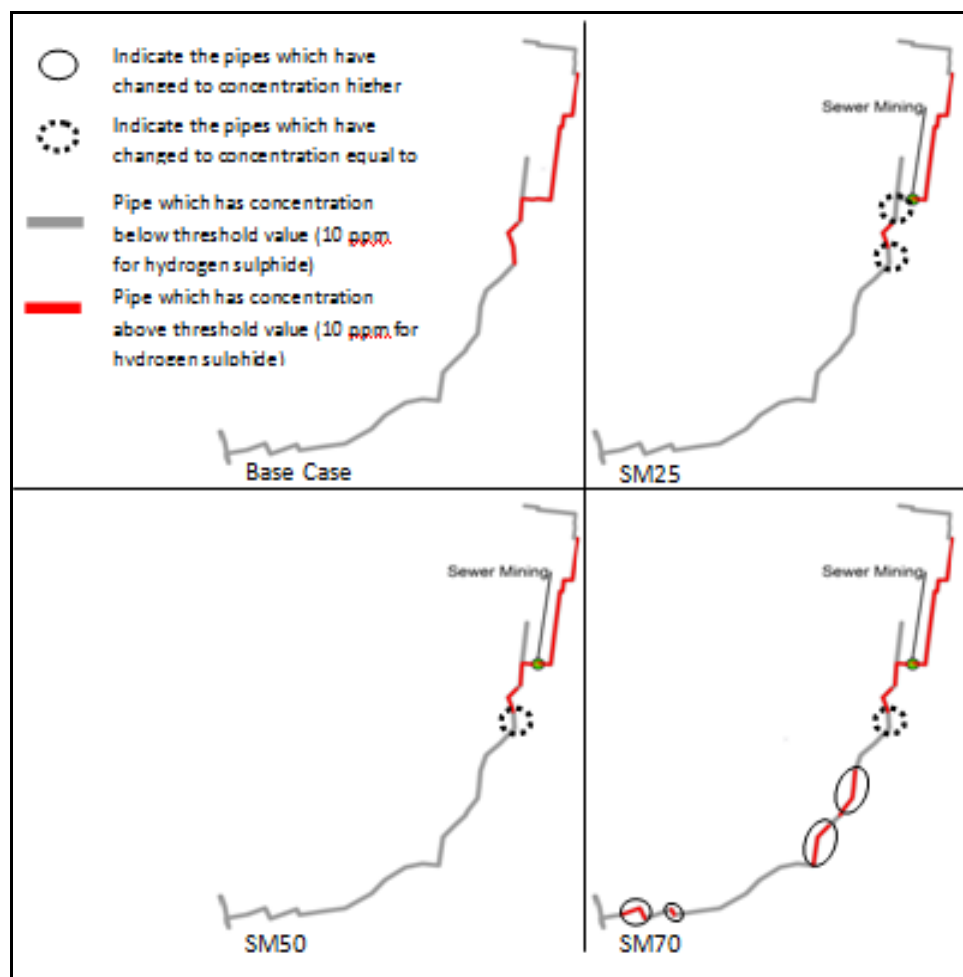 Indicate the pipes which have
changed to concentration higher
Indicate the pipes which have
changed to concentration equal to
Pipe which has concentration
below threshold value (10 ppm
for hydrogen sulphide)
Pipe which has concentration
above threshold value (10 ppm for
hydrogen sulphide)
Base Case
Sewer Mining
SM25
Sewer Mining
SM50
Sewer Mining
SM70